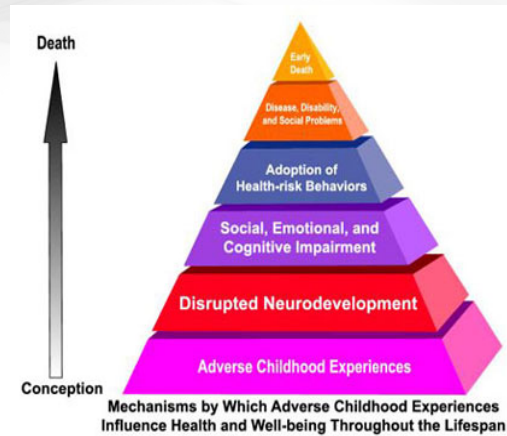 Death
Early
Death
Disease, Disability,
and Social Problems
Adoption of
Health-risk Behaviors
Social, Emotional, and
Cognitive Impairment
Disrupted Neurodevelopment
Adverse Childhood Experiences
Conception
Mechanisms by Which Adverse Childhood Experiences
Influence Health and Well-being Throughout the Lifespan